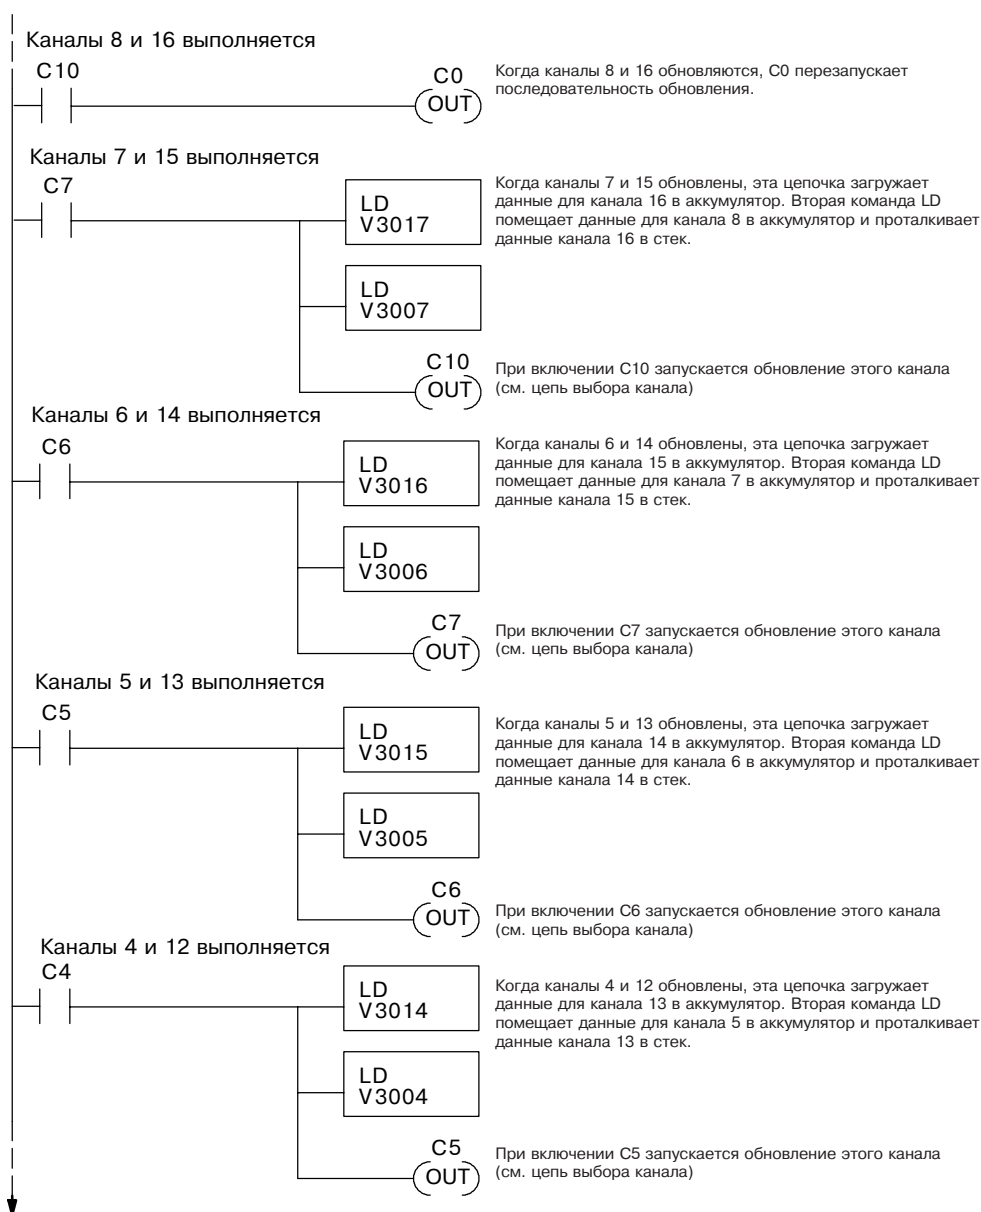 Каналы 8 и 16 выполняется
C10
C0
OUT
Когда каналы 8 и 16 обновляются, C0 перезапускает
последовательность обновления.
Каналы 7 и 15 выполняется
C7
LD
V3017
Когда каналы 7 и 15 обновлены, эта цепочка загружает
данные для канала 16 в аккумулятор. Вторая команда LD
помещает данные для канала 8 в аккумулятор и проталкивает
данные канала 16 в стек.
LD
V3007
C10
OUT
При включении C10 запускается обновление этого канала
(см. цепь выбора канала)
Каналы 6 и 14 выполняется
C6
LD
V3016
Когда каналы 6 и 14 обновлены, эта цепочка загружает
данные для канала 15 в аккумулятор. Вторая команда LD
помещает данные для канала 7 в аккумулятор и проталкивает
данные канала 15 в стек.
LD
V3006
C7
OUT
При включении C7 запускается обновление этого канала
(см. цепь выбора канала)
Каналы 5 и 13 выполняется
C5
LD
V3015
Когда каналы 5 и 13 обновлены, эта цепочка загружает
данные для канала 14 в аккумулятор. Вторая команда LD
помещает данные для канала 6 в аккумулятор и проталкивает
данные канала 14 в стек.
LD
V3005
C6
OUT
При включении C6 запускается обновление этого канала
(см. цепь выбора канала)
Каналы 4 и 12 выполняется
C4
LD
V3014
Когда каналы 4 и 12 обновлены, эта цепочка загружает
данные для канала 13 в аккумулятор. Вторая команда LD
помещает данные для канала 5 в аккумулятор и проталкивает
данные канала 13 в стек.
LD
V3004
C5
OUT
При включении C5 запускается обновление этого канала
(см. цепь выбора канала)